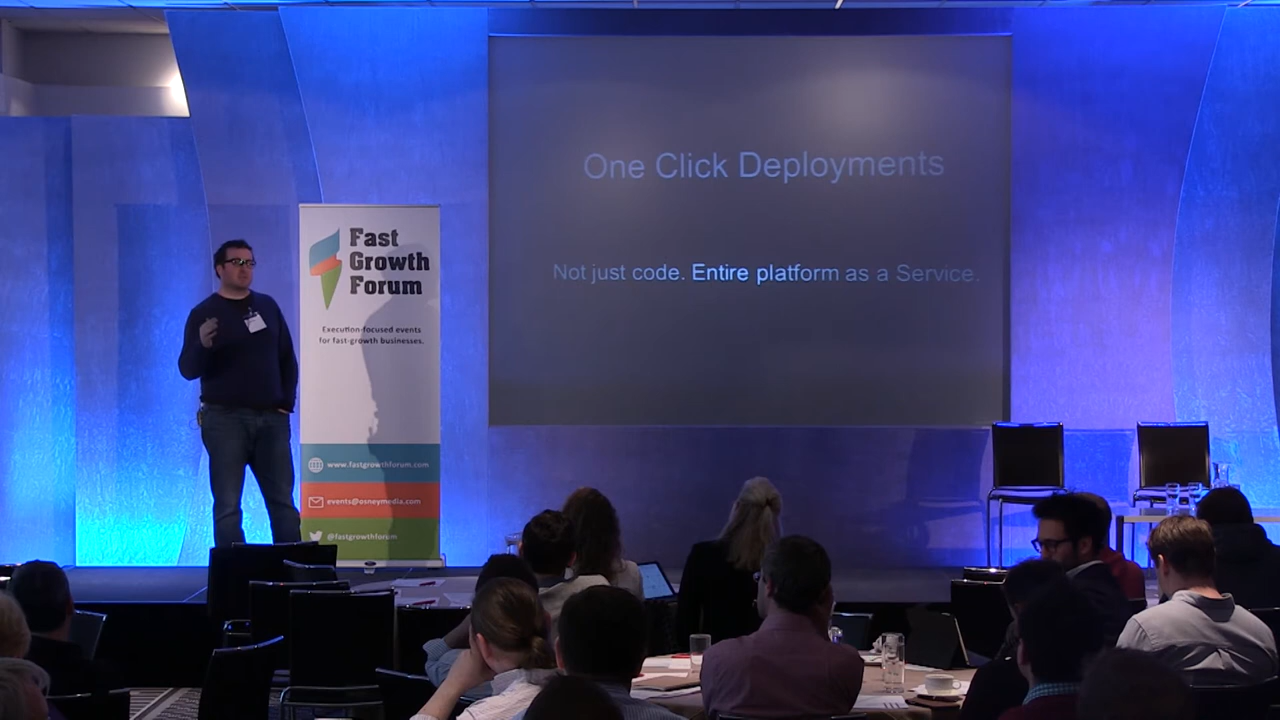 One Click Deployments
Not just code. Entire platform as a Service.
Fast
Growth
Forum
Execution-focused events
for fast-growth businesses.
www.fastgrowthforum.com
events@osneymedia.com
@fastgrowthforum